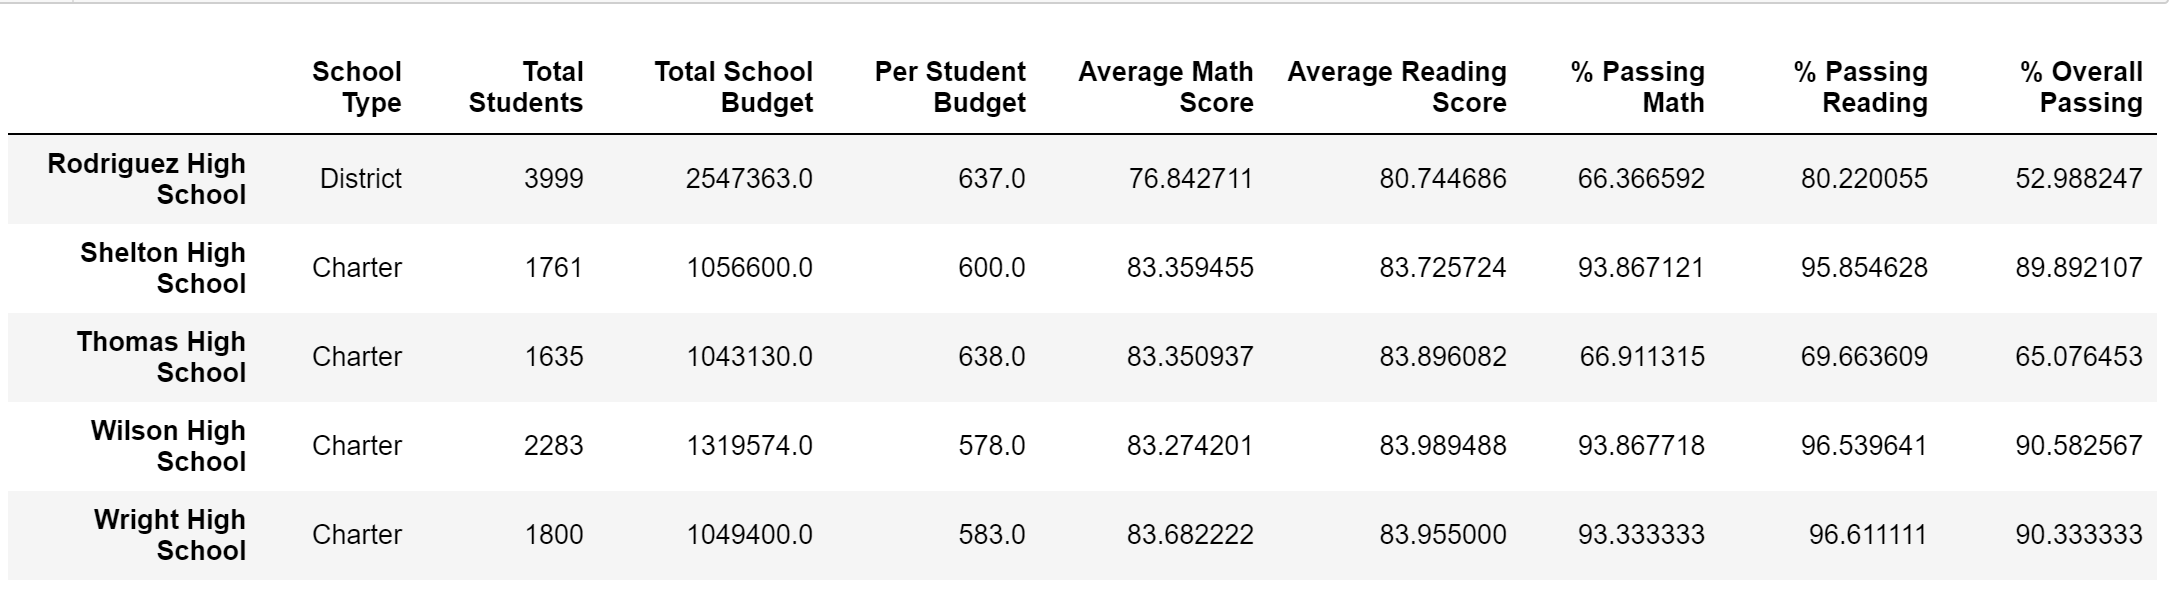 School Type Total Students Total School Budget Per Student Budget Average Math Score Average Reading Score % Passing Math % Passing Reading % Overall Passing
Rodriguez High School District 3999 2547363.0 637.0 76.842711 80.744686 66.366592 80.220055 52.988247
Shelton High School Charter 1761 1056600.0 600.0 83.359455 83.725724 93.867121 95.854628 89.892107
Thomas High School Charter 1635 1043130.0 638.0 83.350937 83.896082 66.911315 69.663609 65.076453
Wilson High School Charter 2283 1319574.0 578.0 83.274201 83.989488 93.867718 96.539641 90.582567
Wright High School Charter 1800 1049400.0 583.0 83.682222 83.955000 93.333333 96.611111 90.333333